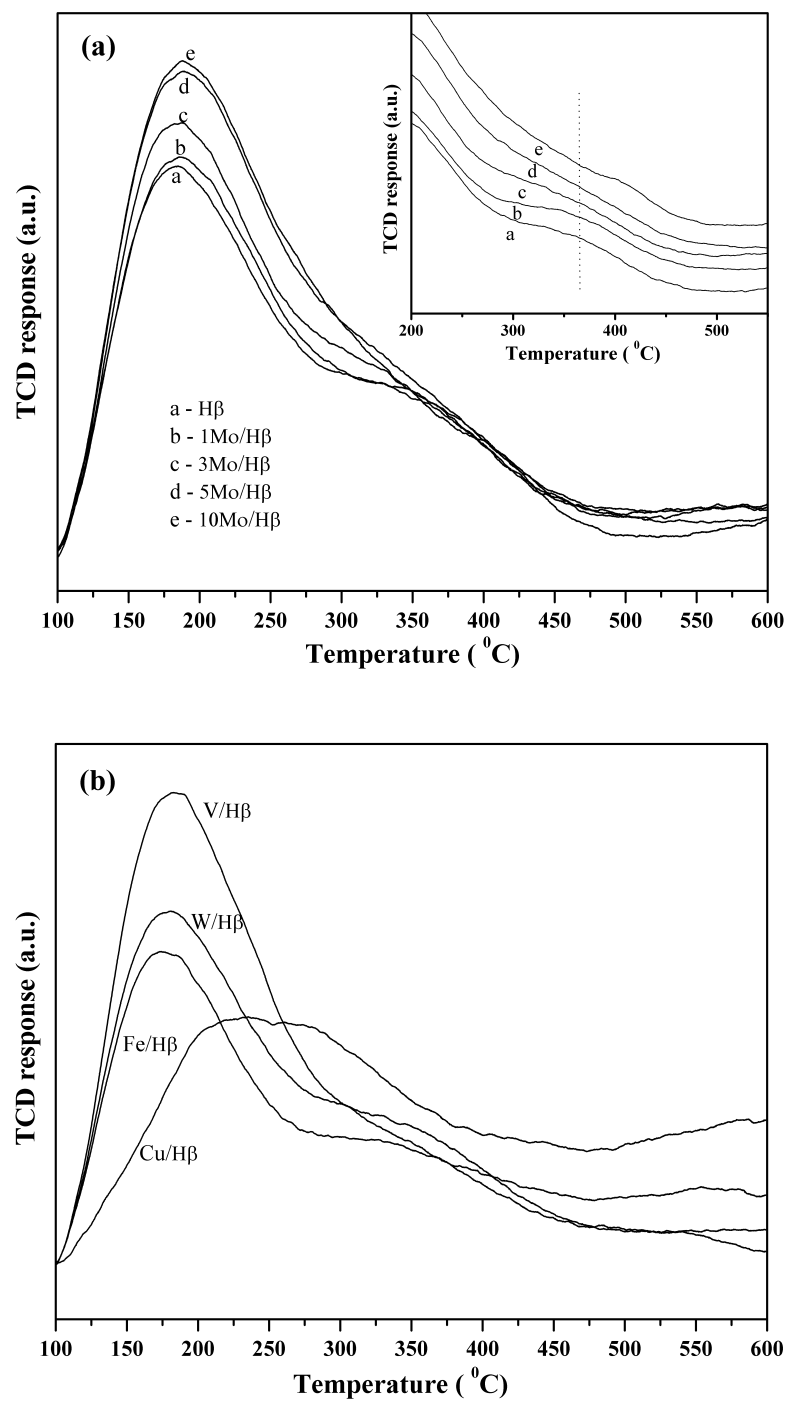 (a)
e
d
c
b
a
TCD response (a.u.)
a - Hβ
b - 1Mo/Hβ
c - 3Mo/Hβ
d - 5Mo/Hβ
e - 10Mo/Hβ
100 150 200 250 300 350 400 450 500 550 600
Temperature ( ⁰C)
TCD response (a.u.)
e
d
c
b
a
200 300 400 500
Temperature ( ⁰C)
(b)
V/Hβ
W/Hβ
Fe/Hβ
Cu/Hβ
TCD response (a.u.)
100 150 200 250 300 350 400 450 500 550 600
Temperature ( ⁰C)